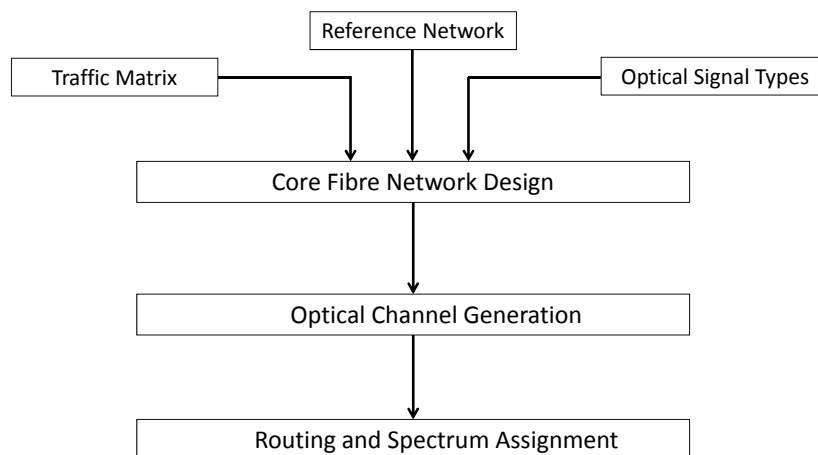 Reference Network
Traffic Matrix
Optical Signal Types
Core Fibre Network Design
Optical Channel Generation
Routing and Spectrum Assignment